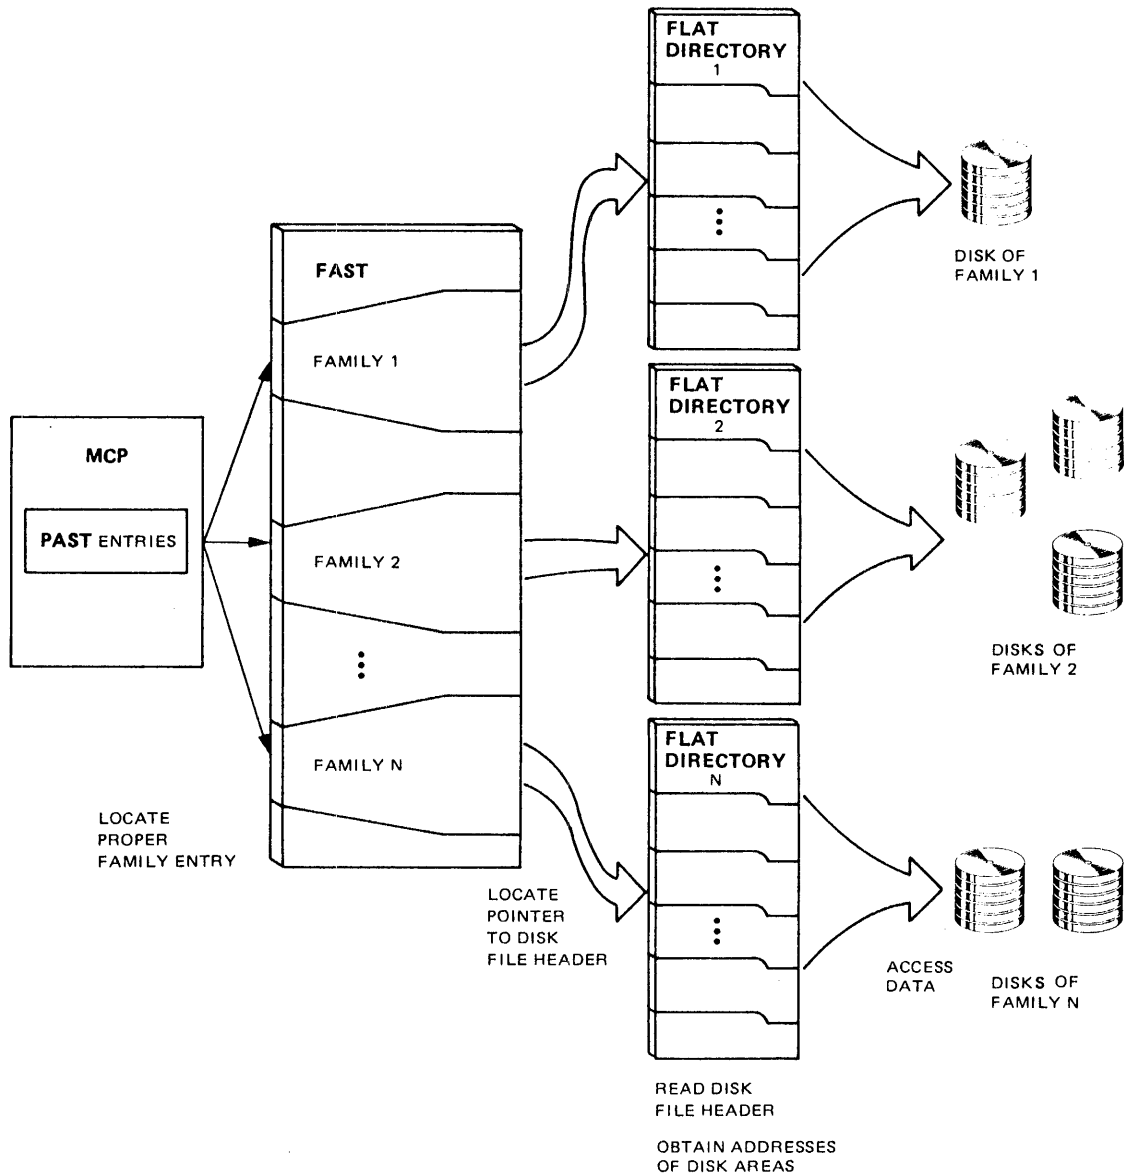 MCP
PAST ENTRIES
LOCATE
PROPER
FAMILY ENTRY
FAST
FAMILY 1
FAMILY 2
FAMILY N
LOCATE
POINTER
TO DISK
FILE HEADER
FLAT
DIRECTORY
1
FLAT
DIRECTORY
2
FLAT
DIRECTORY
N
READ DISK
FILE HEADER
OBTAIN ADDRESSES
OF DISK AREAS
DISK OF
FAMILY 1
DISKS OF
FAMILY 2
ACCESS
DATA
DISKS OF
FAMILY N